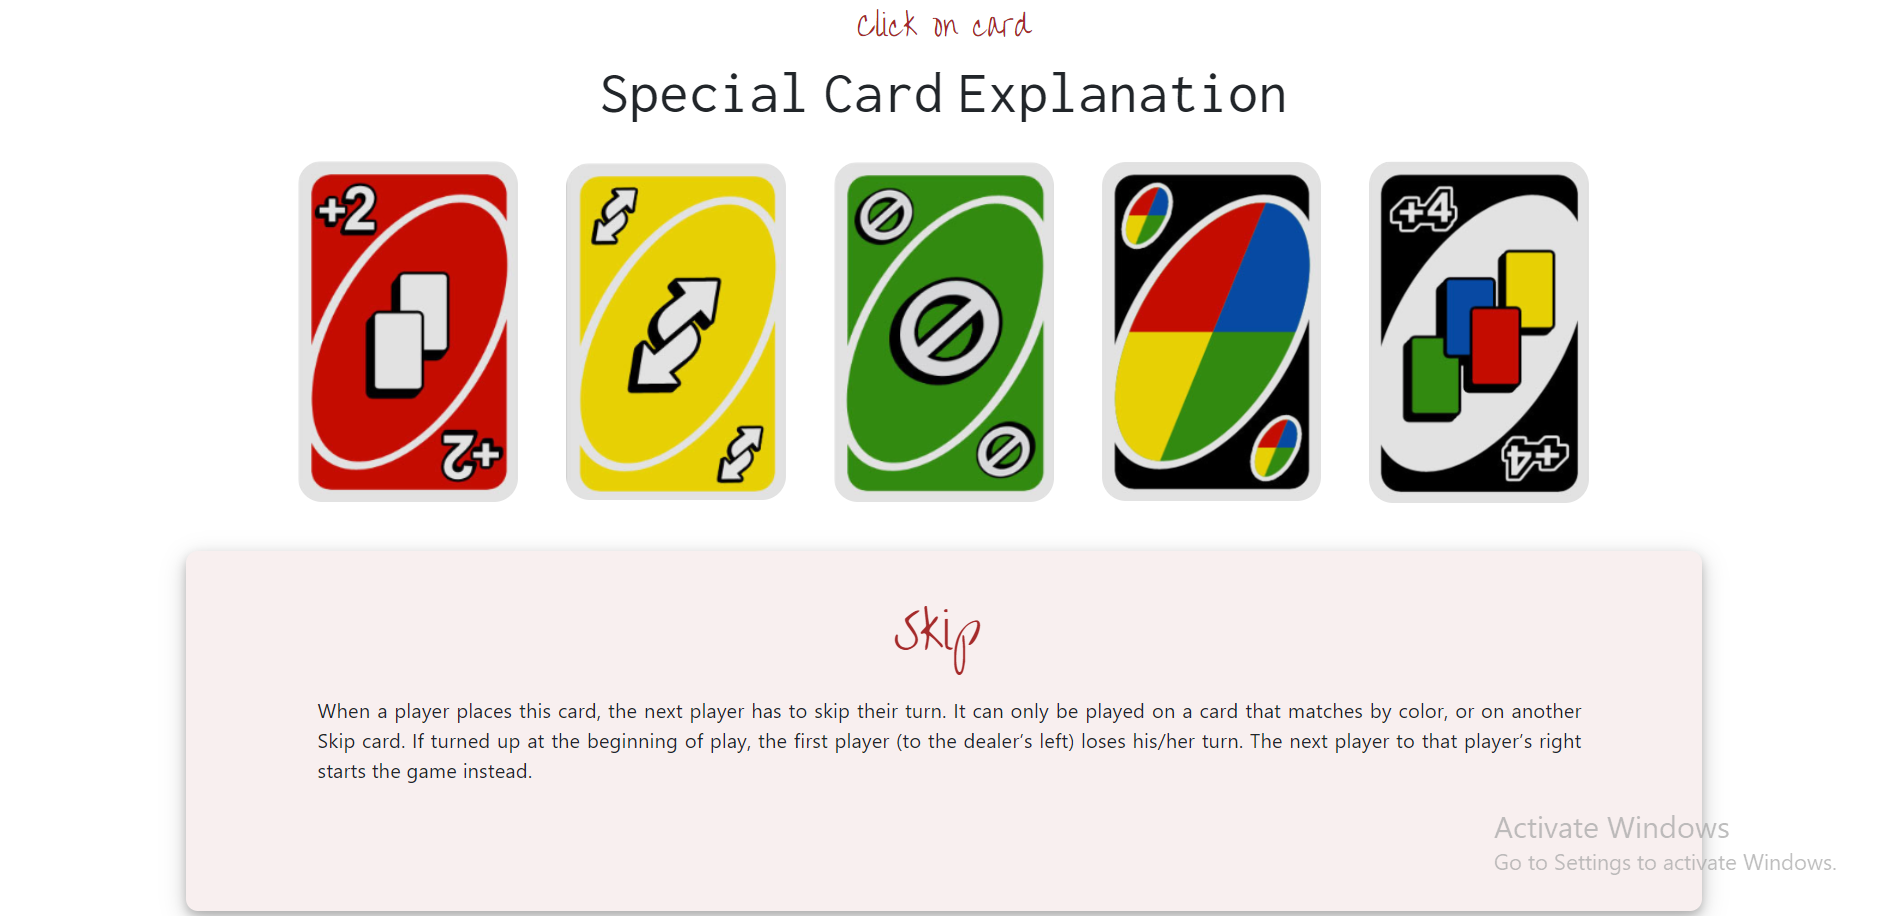 Click on card
Special Card Explanation
+2
+4
+2
+4
Skip
When a player places this card, the next player has to skip their turn. It can only be played on a card that matches by color, or on another
Skip card. If turned up at the beginning of play, the first player (to the dealer’s left) loses his/her turn. The next player to that player’s right
starts the game instead.
Activate Windows
Go to Settings to activate Windows.